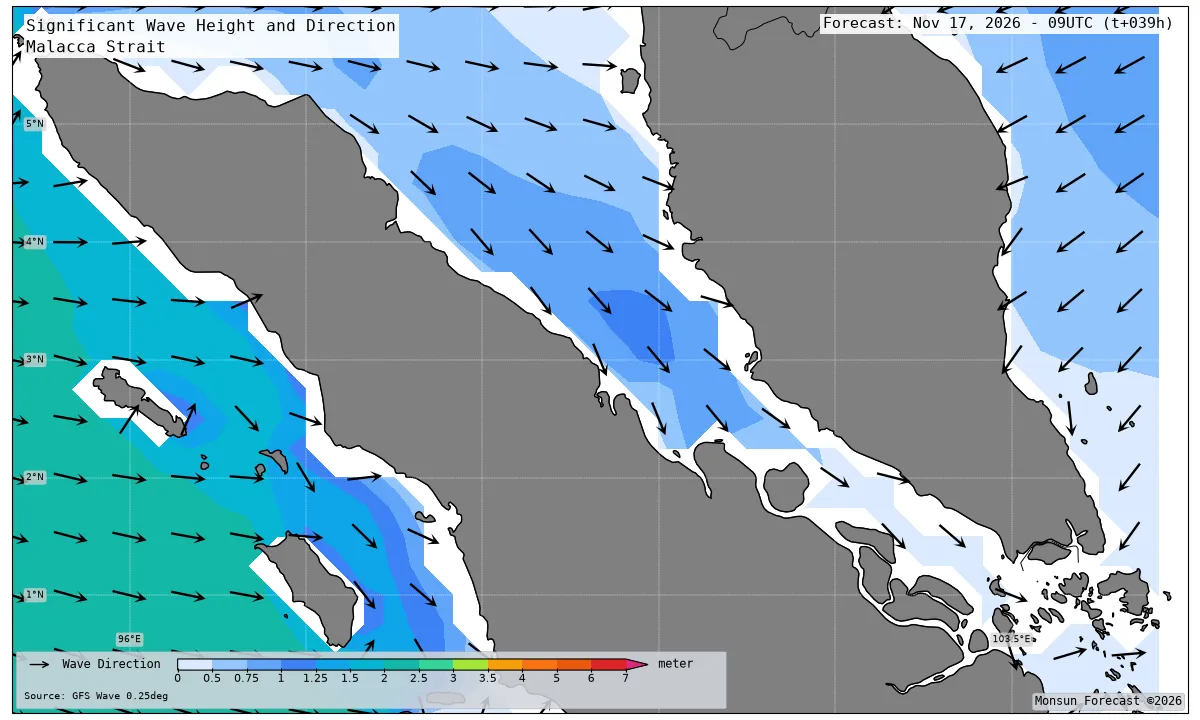 Significant Wave Height and Direction
Malacca Strait
Forecast: Nov 17, 2026 - 09UTC (t+039h)
5°N
4°N
3°N
2°N
1°N
96°E
103.5°E
Wave Direction
meter
0 0.5 0.75 1 1.25 1.5 2 2.5 3 3.5 4 5 6 7
Source: GFS Wave 0.25deg
Monsun Forecast ©2026